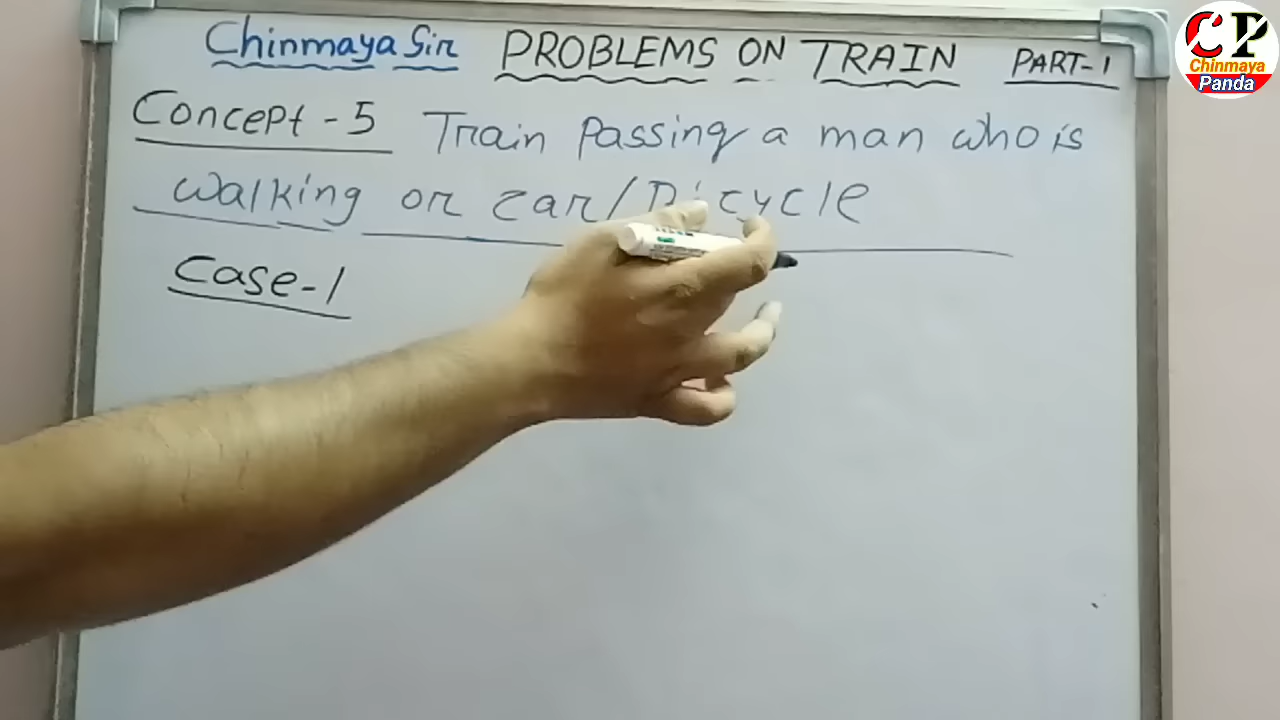 Chinmaya Sir PROBLEMS ON TRAIN PART-1
Concept-5 Train Passing a man who is
walking or car/Bicycle
Case-1
CP
Chinmaya
Panda